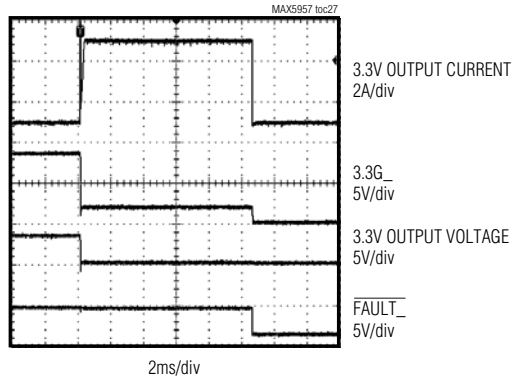 MAX5957 toc27
3.3V OUTPUT CURRENT
2A/div
3.3G_
5V/div
3.3V OUTPUT VOLTAGE
5V/div
FAULT_
5V/div
2ms/div